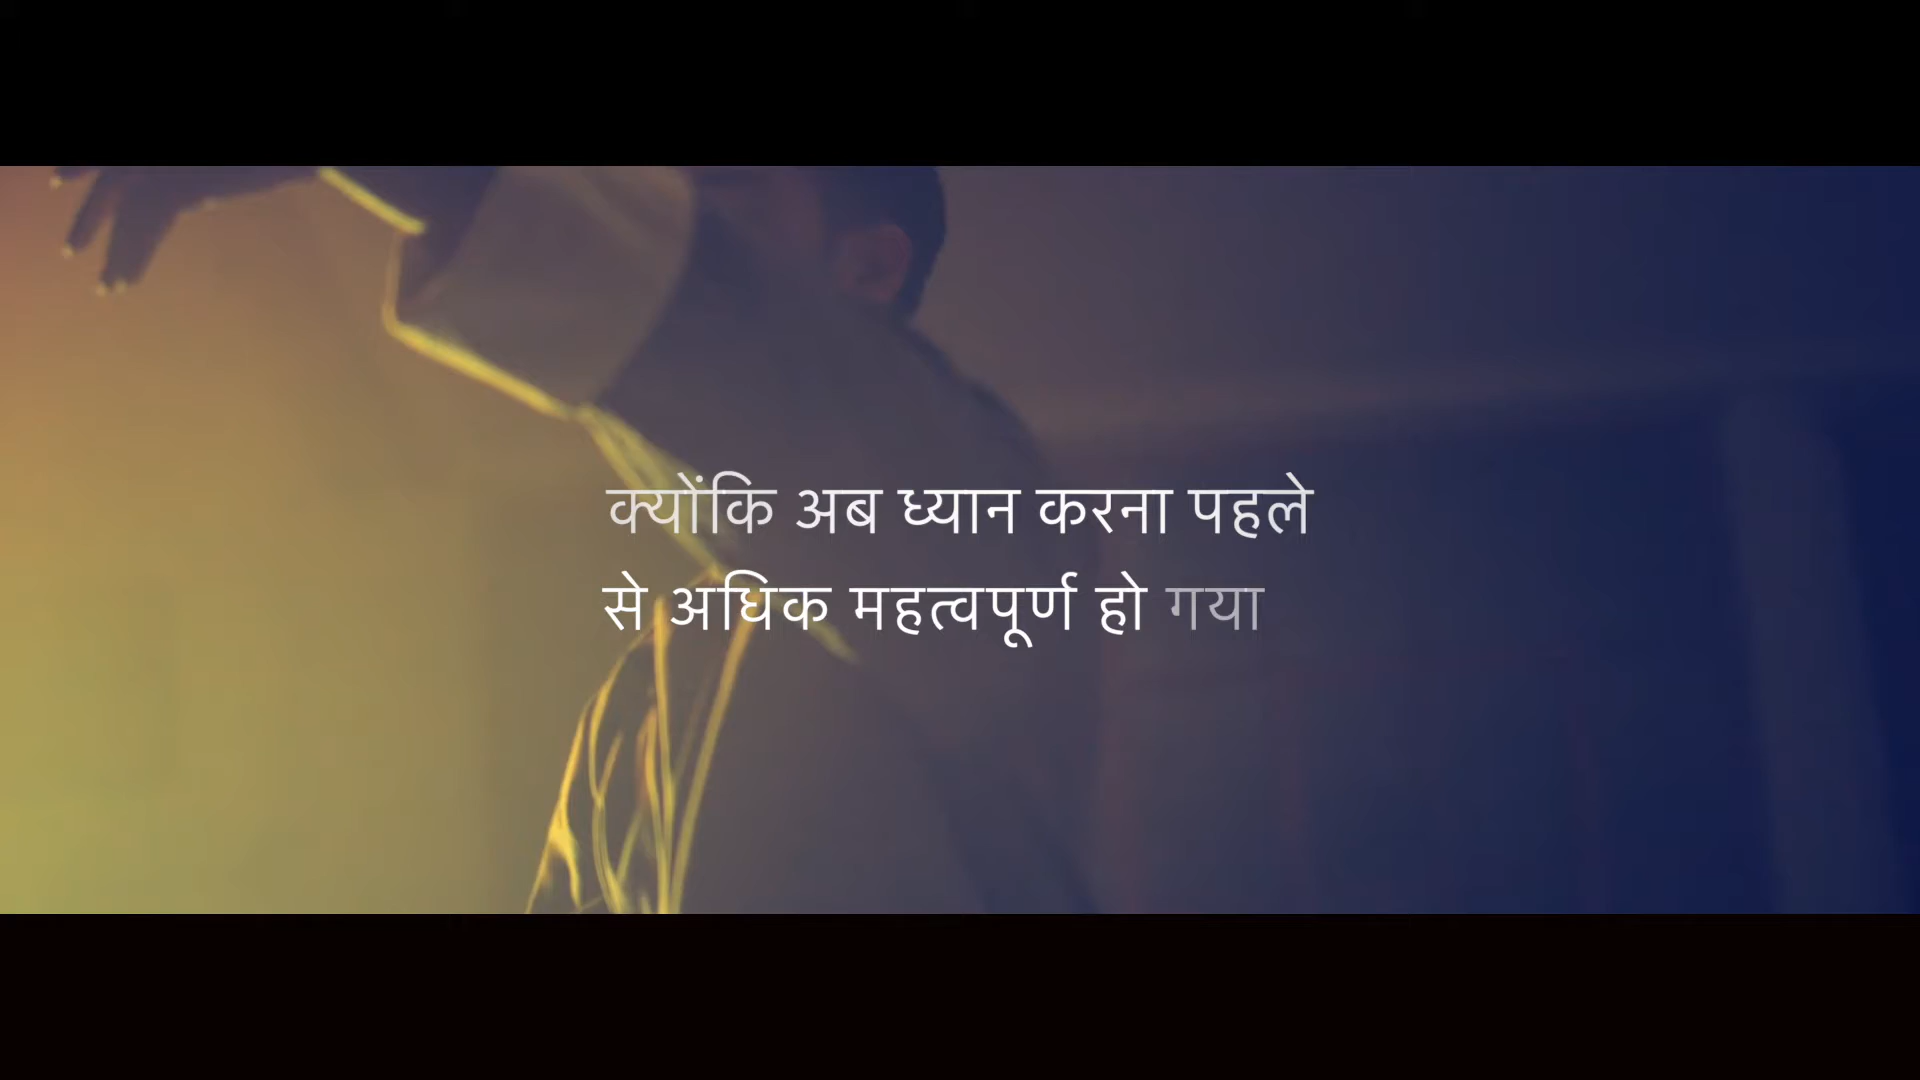 क्योंकि अब ध्यान करना पहले
से अधिक महत्वपूर्ण हो गया